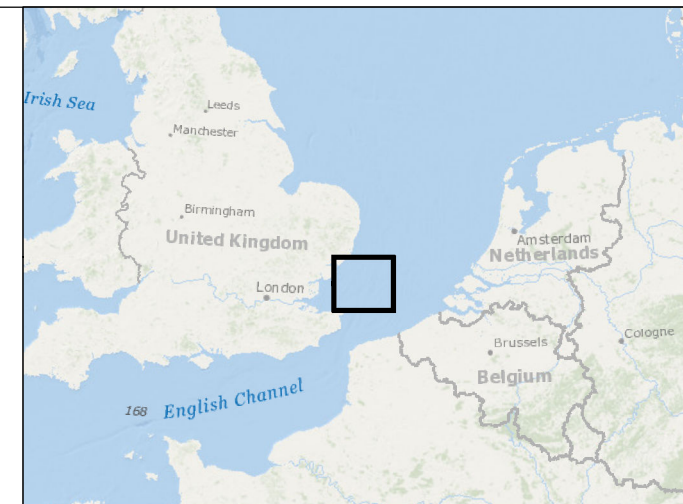 Irish Sea
Leeds
Manchester
Birmingham
United Kingdom
Amsterdam
Netherlands
London
Cologne
Brussels
Belgium
English Channel
168